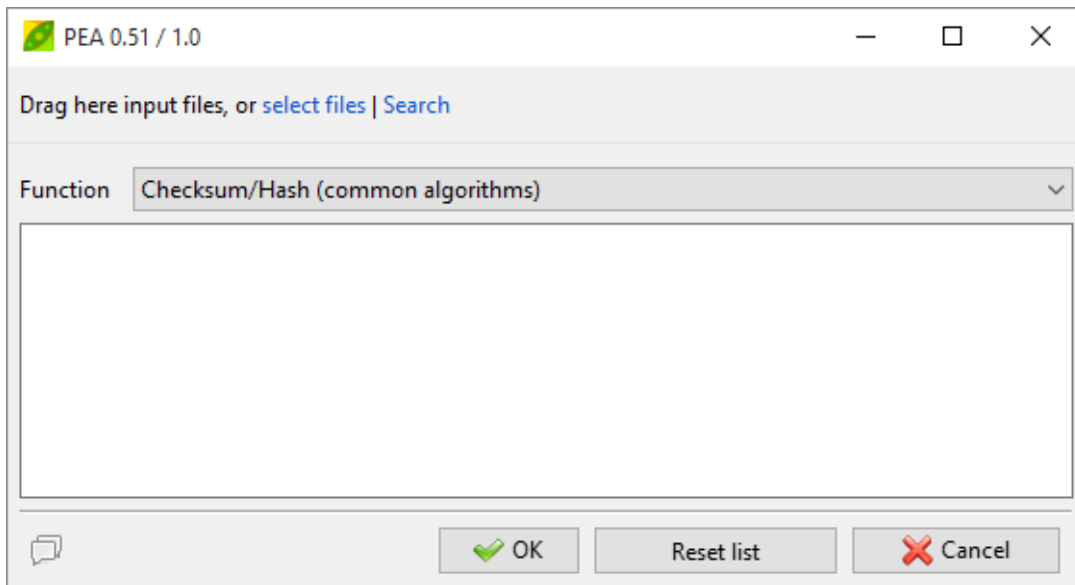 PEA 0.51 / 1.0
Drag here input files, or select files | Search
Function Checksum/Hash (common algorithms)
OK Reset list Cancel